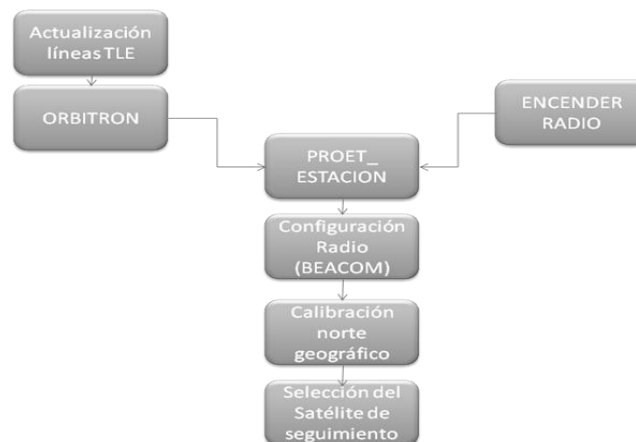 Actualización
líneas TLE
ORBITRON
ENCENDER
RADIO
PROET_
ESTACION
Configuración
Radio
(BEACOM)
Calibración
norte
geográfico
Selección del
Satélite de
seguimiento